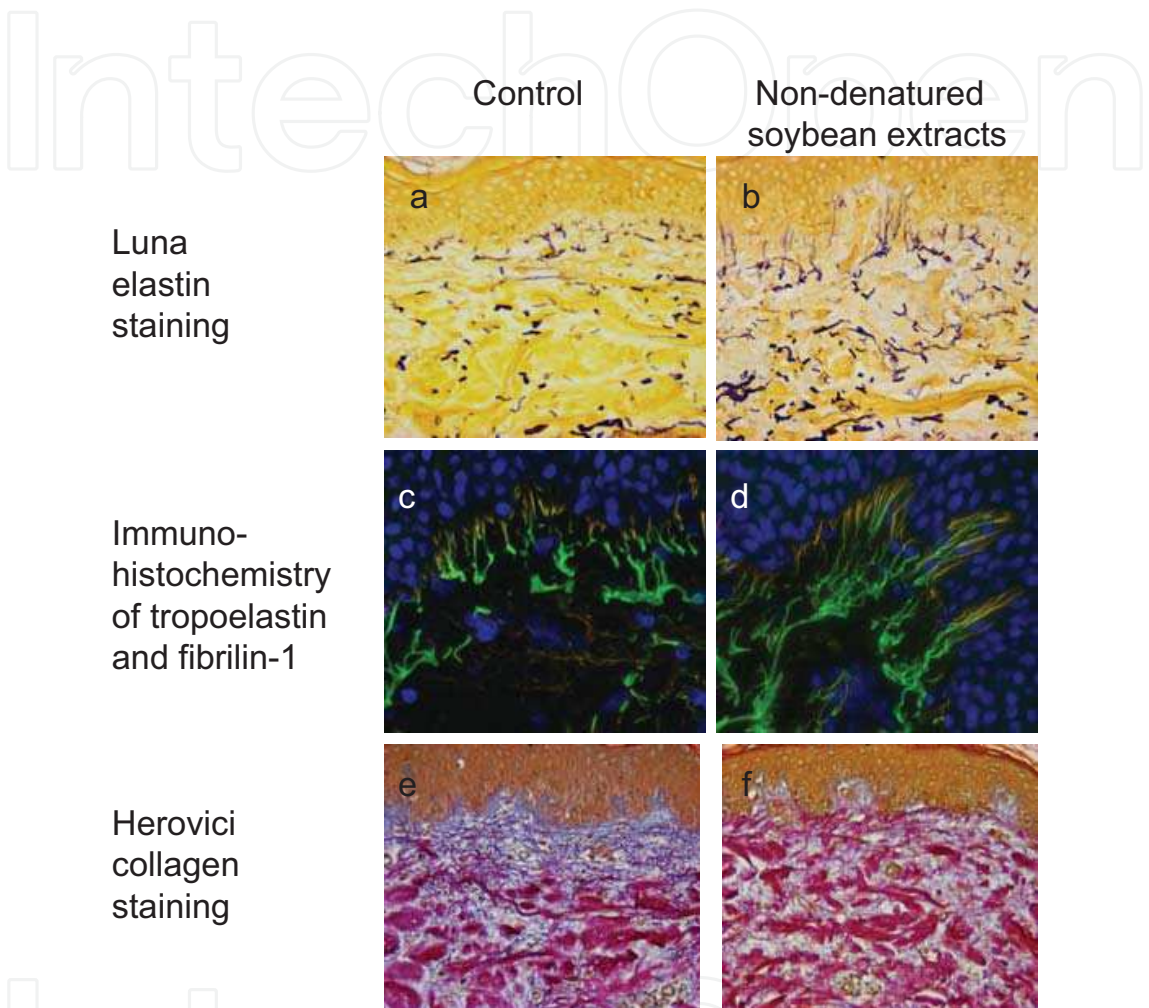 IntechOpen
Control
Non-denatured
soybean extracts
Luna
elastin
staining
a
b
Immuno-
histochemistry
of tropoelastin
and fibrilin-1
c
d
Herovici
collagen
staining
e
f